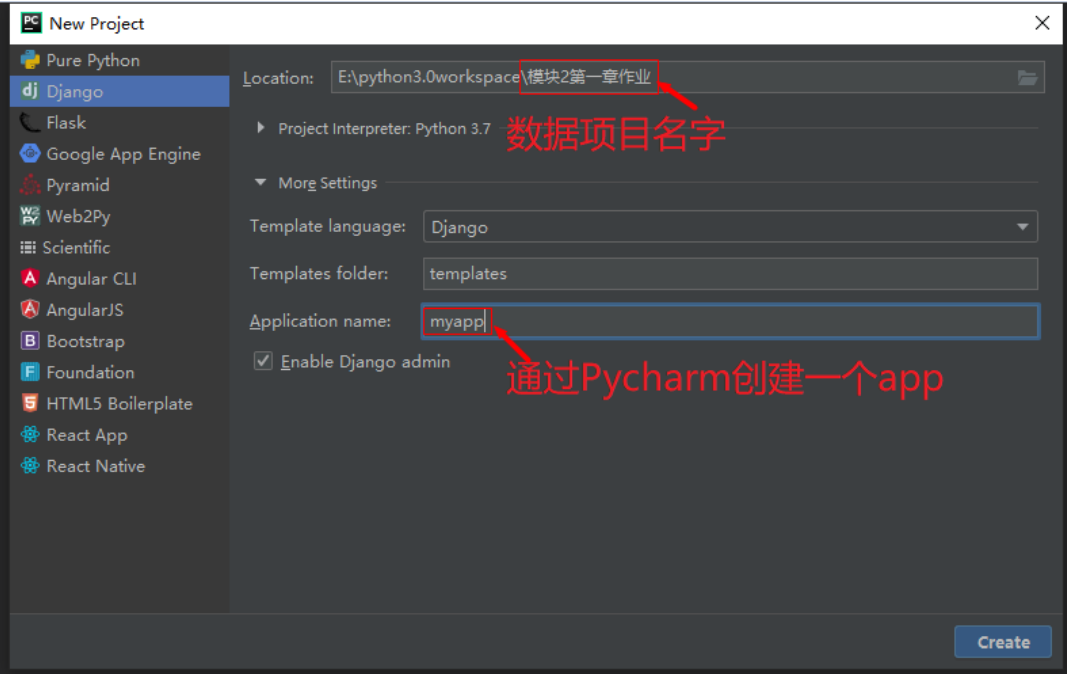 New Project
Pure Python
Django
Flask
Google App Engine
Pyramid
Web2Py
Scientific
Angular CLI
AngularJS
Bootstrap
Foundation
HTML5 Boilerplate
React App
React Native
Location: E:\python3.0workspace\模块2第一章作业
数据项目名字
Project Interpreter: Python 3.7
More Settings
Template language: Django
Templates folder: templates
Application name: myapp
Enable Django admin
通过Pycharm创建一个app
Create